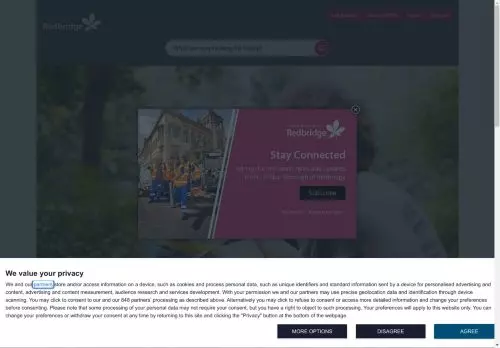 Redbridge
What are you looking for today?
Redbridge
Stay Connected
Subscribe
We value your privacy
We and our partners store and/or access information on a device, such as cookies and process personal data, such as unique identifiers and standard information sent by a device for personalised advertising and
content, advertising and content measurement, audience research and services development. With your permission we and our partners may use precise geolocation data and identification through device
scanning. You may click to consent to our and our 848 partners' processing as described above. Alternatively you may click to refuse to consent or access more detailed information and change your preferences
before consenting. Please note that some processing of your personal data may not require your consent, but you have a right to object to such processing. Your preferences will apply to this website only. You can
change your preferences or withdraw your consent at any time by returning to this site and clicking the "Privacy" button at the bottom of the webpage.
MORE OPTIONS
DISAGREE
AGREE